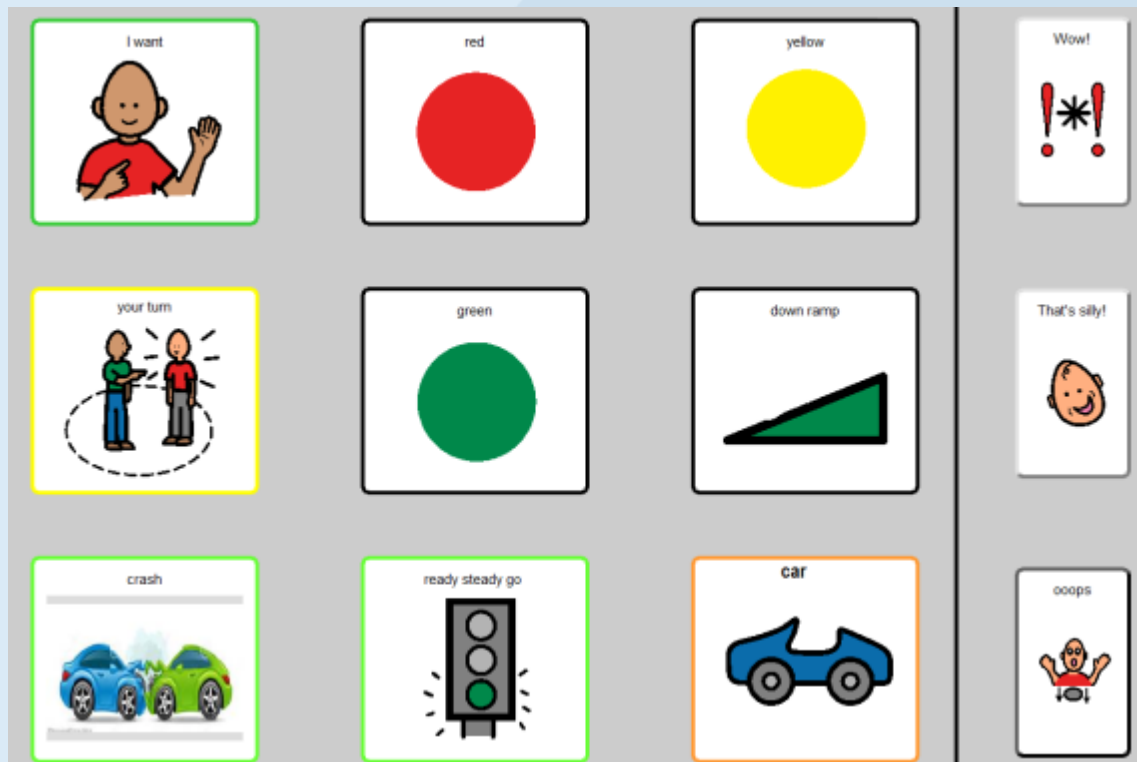 I want
red
yellow
Wow!
your turn
green
down ramp
That's silly!
crash
ready steady go
car
ooops